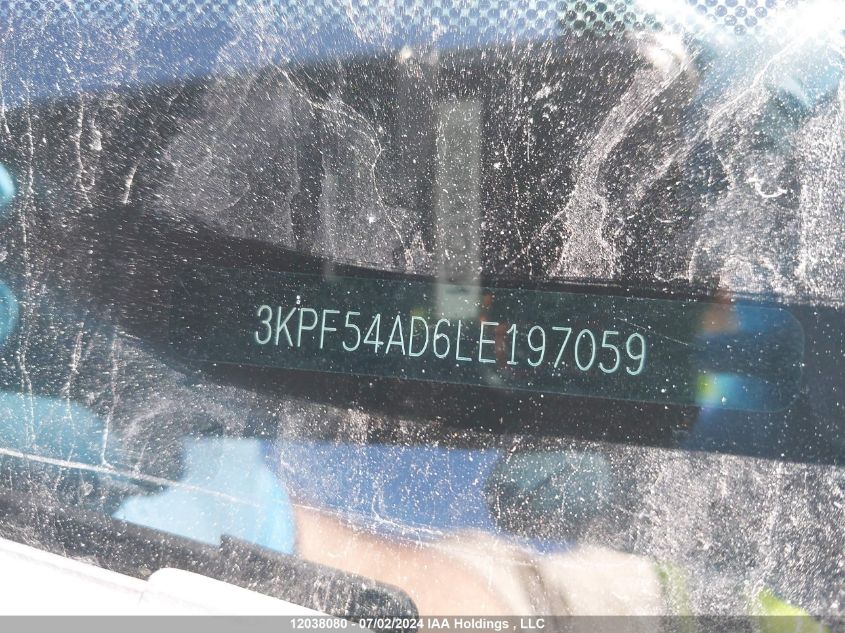 3KPF54AD6LE197059
12038080 - 07/02/2024 IAA Holdings , LLC